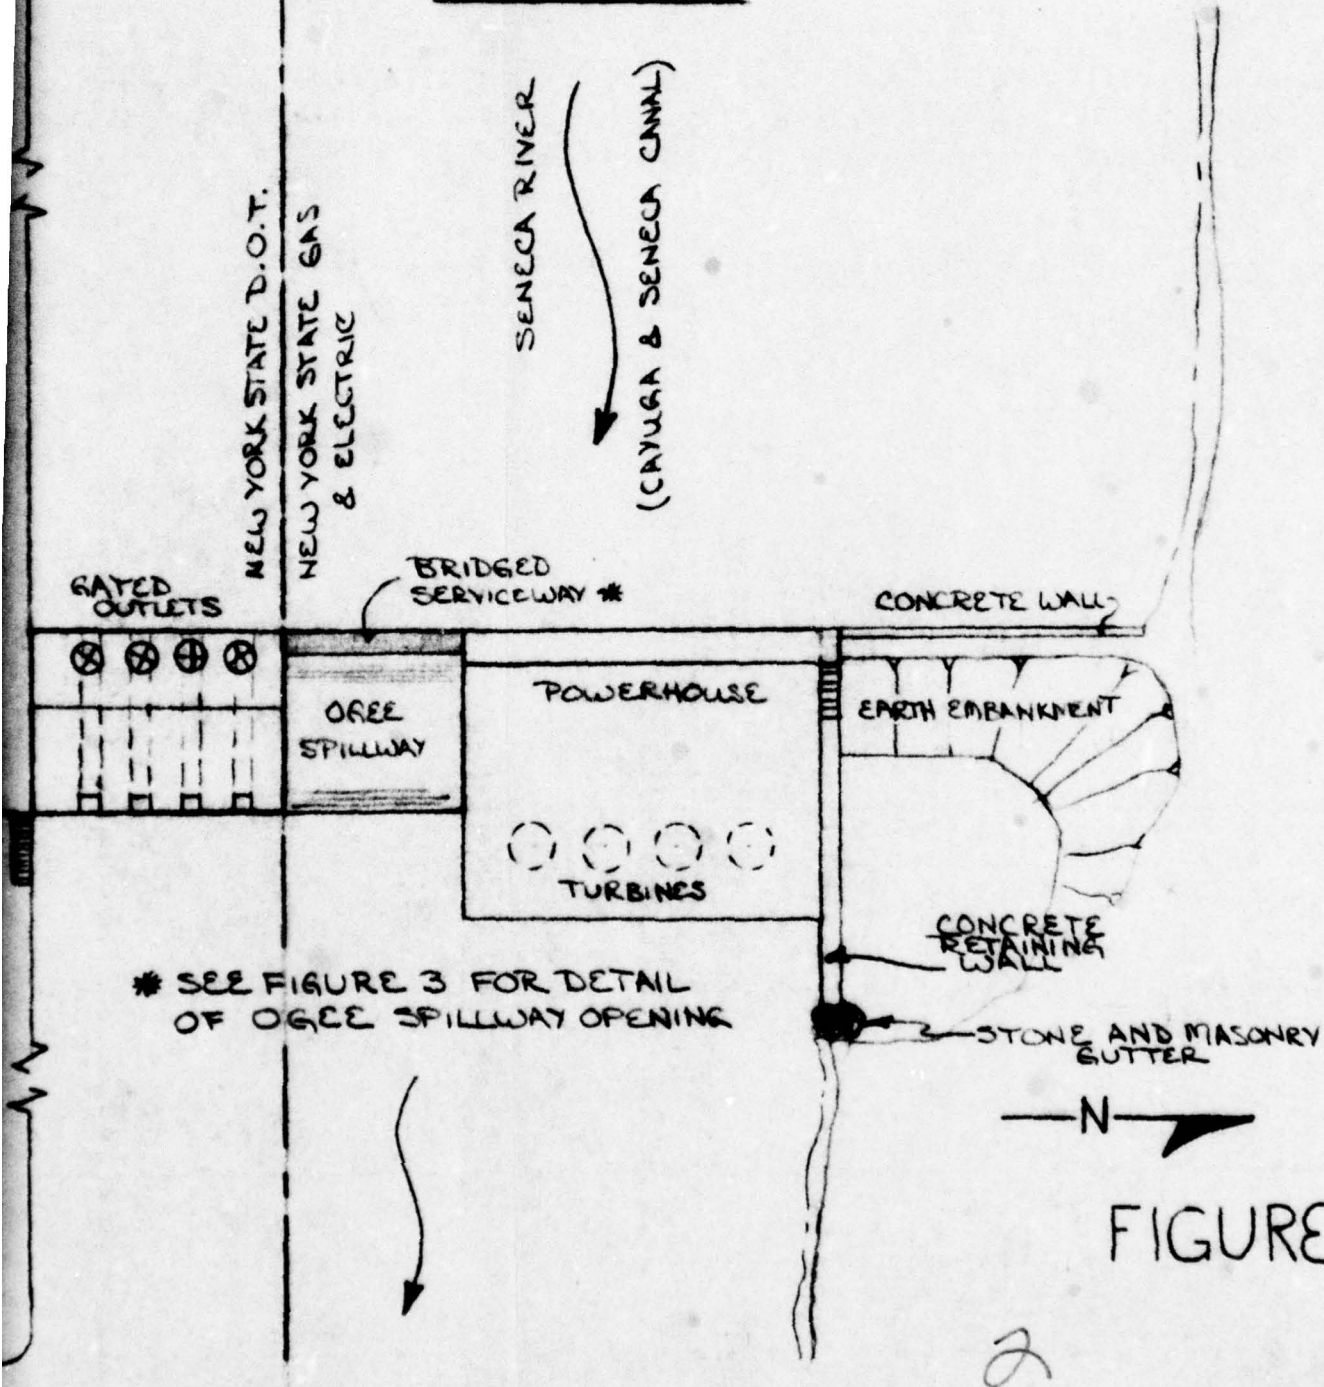 SENECA RIVER
(CAYUGA & SENECA CANAL)
NEW YORK STATE D.O.T.
NEW YORK STATE GAS
& ELECTRIC
GATED
OUTLETS
BRIDGED
SERVICEWAY *
CONCRETE WALL
OGEE
SPILLWAY
POWERHOUSE
EARTH EMBANKMENT
TURBINES
CONCRETE
RETAINING
WALL
* SEE FIGURE 3 FOR DETAIL
OF OGEE SPILLWAY OPENING
STONE AND MASONRY
GUTTER
N
FIGURE
2